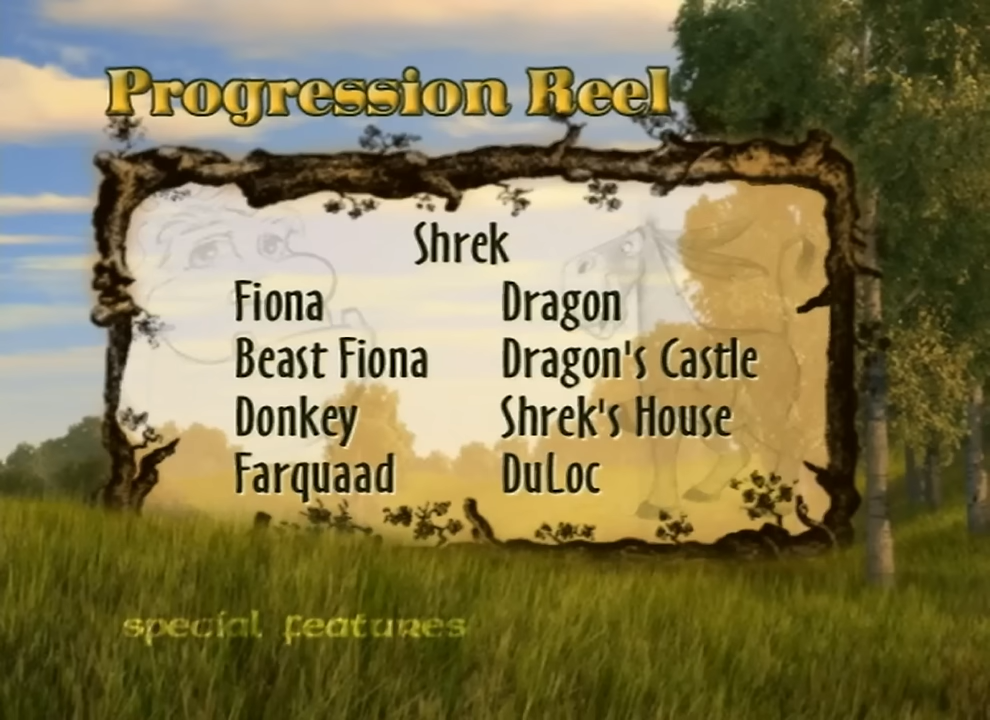 Progression Reel
Shrek
Fiona
Beast Fiona
Donkey
Farquaad
Dragon
Dragon's Castle
Shrek's House
DuLoc
special features